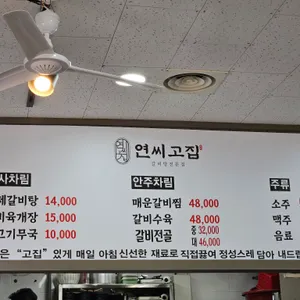 연씨고집
사차림
갈비탕 14,000
육개장 15,000
고기무국 10,000
안주차림
매운갈비찜 48,000
갈비수육 48,000
갈비전골 중 32,000
대 46,000
주류
소주
맥주
음료
은 "고집" 있게 매일 아침 신선한 재료로 직접끓여 정성스레 담아 내드